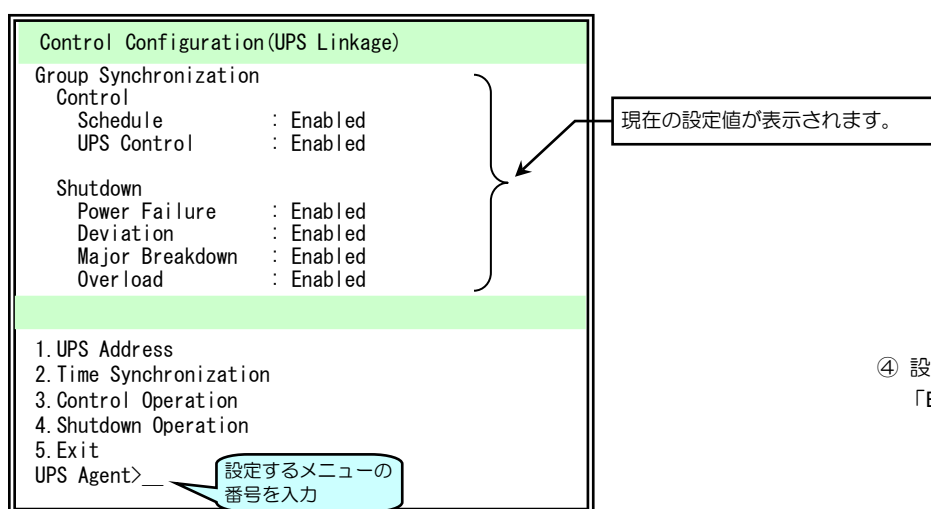 Control Configuration(UPS Linkage)
Group Synchronization
Control
Schedule : Enabled
UPS Control : Enabled
Shutdown
Power Failure : Enabled
Deviation : Enabled
Major Breakdown : Enabled
Overload : Enabled
現在の設定値が表示されます。
1.UPS Address
2.Time Synchronization
3.Control Operation
4.Shutdown Operation
5.Exit
UPS Agent>__
設定するメニューの
番号を入力
④ 設
「E